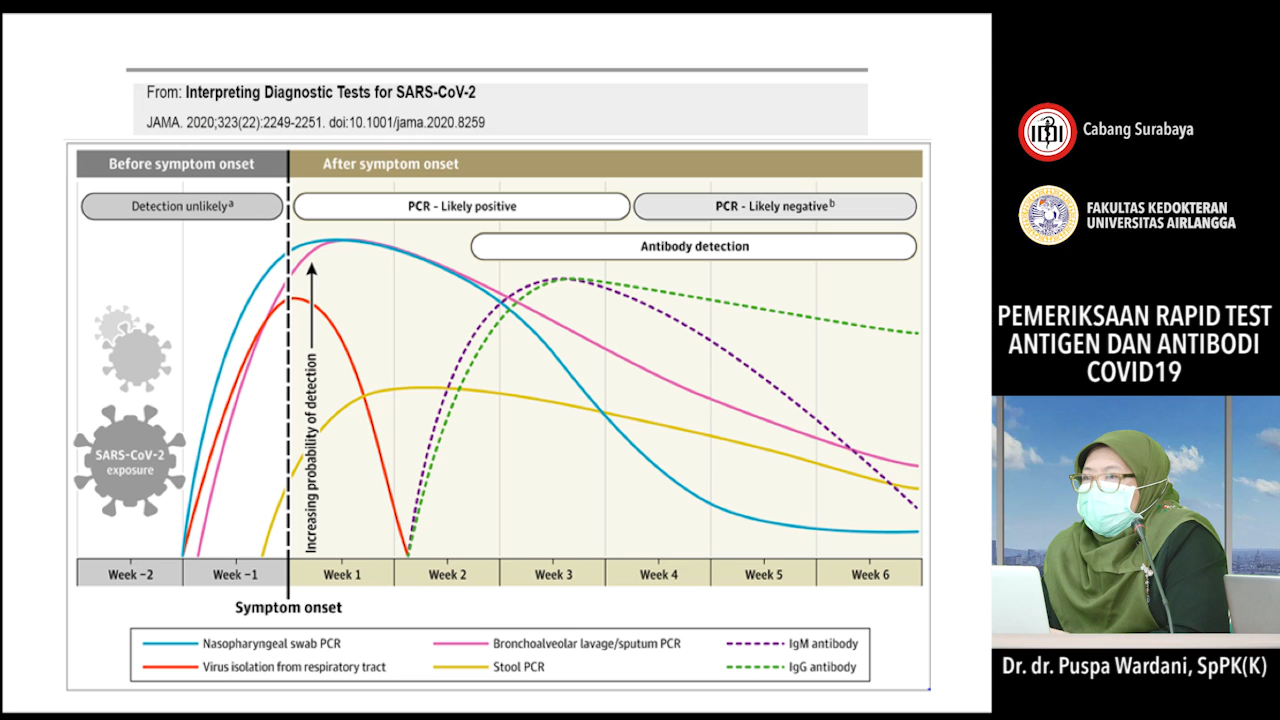 From: Interpreting Diagnostic Tests for SARS-CoV-2
JAMA. 2020;323(22):2249-2251. doi:10.1001/jama.2020.8259
Before symptom onset
After symptom onset
Detection unlikelyᵃ
PCR - Likely positive
PCR - Likely negativeᵇ
Antibody detection
Increasing probability of detection
SARS-CoV-2
exposure
Week −2
Week −1
Week 1
Week 2
Week 3
Week 4
Week 5
Week 6
Symptom onset
Nasopharyngeal swab PCR
Virus isolation from respiratory tract
Bronchoalveolar lavage/sputum PCR
Stool PCR
IgM antibody
IgG antibody
IDI
Cabang Surabaya
FAKULTAS KEDOKTERAN
UNIVERSITAS AIRLANGGA
PEMERIKSAAN RAPID TEST
ANTIGEN DAN ANTIBODI
COVID19
Dr. dr. Puspa Wardani, SpPK(K)